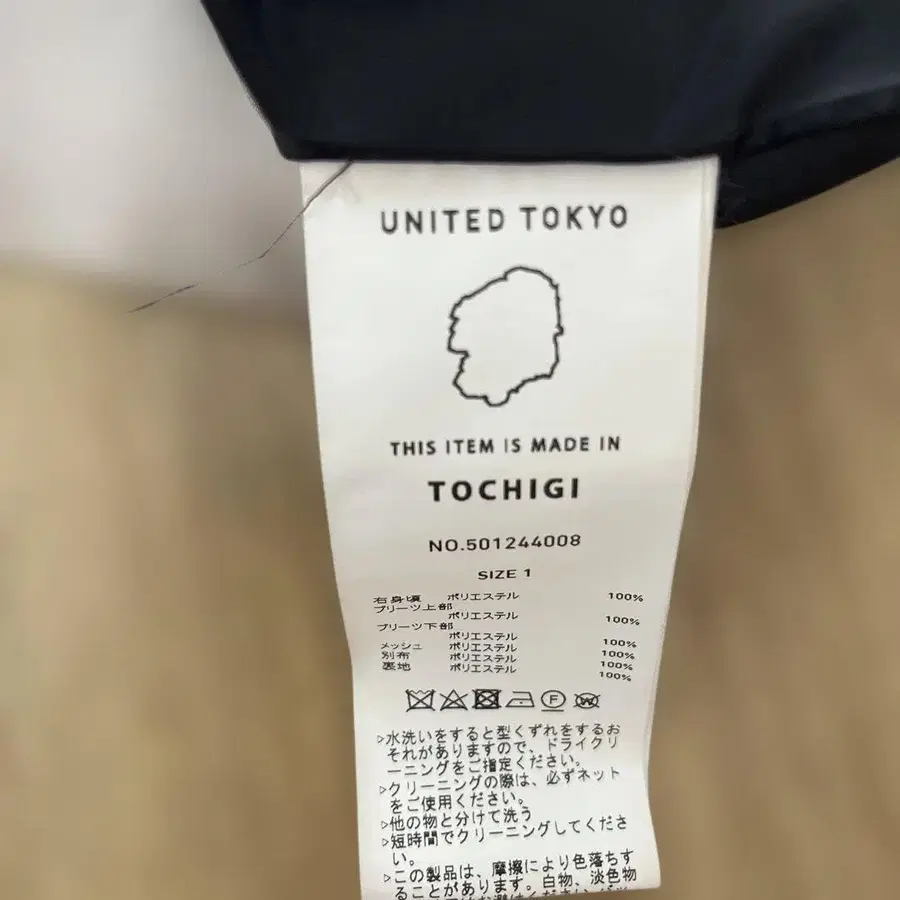 UNITED TOKYO
THIS ITEM IS MADE IN
TOCHIGI
NO.501244008
SIZE 1
右身頃 ポリエステル 100%
プリーツ上部
ポリエステル 100%
プリーツ下部
ポリエステル 100%
メッシュ ポリエステル 100%
別布 ポリエステル 100%
裏地 ポリエステル 100%
F
W
▷水洗いをすると型くずれをするお
それがありますので、ドライクリ
ーニングをご指定ください。
▷クリーニングの際は、必ずネット
をご使用ください。
▷他の物と分けて洗う
▷短時間でクリーニングしてくださ
い。
▷この製品は、摩擦により色落ちす
ることがあります。白物、淡色物